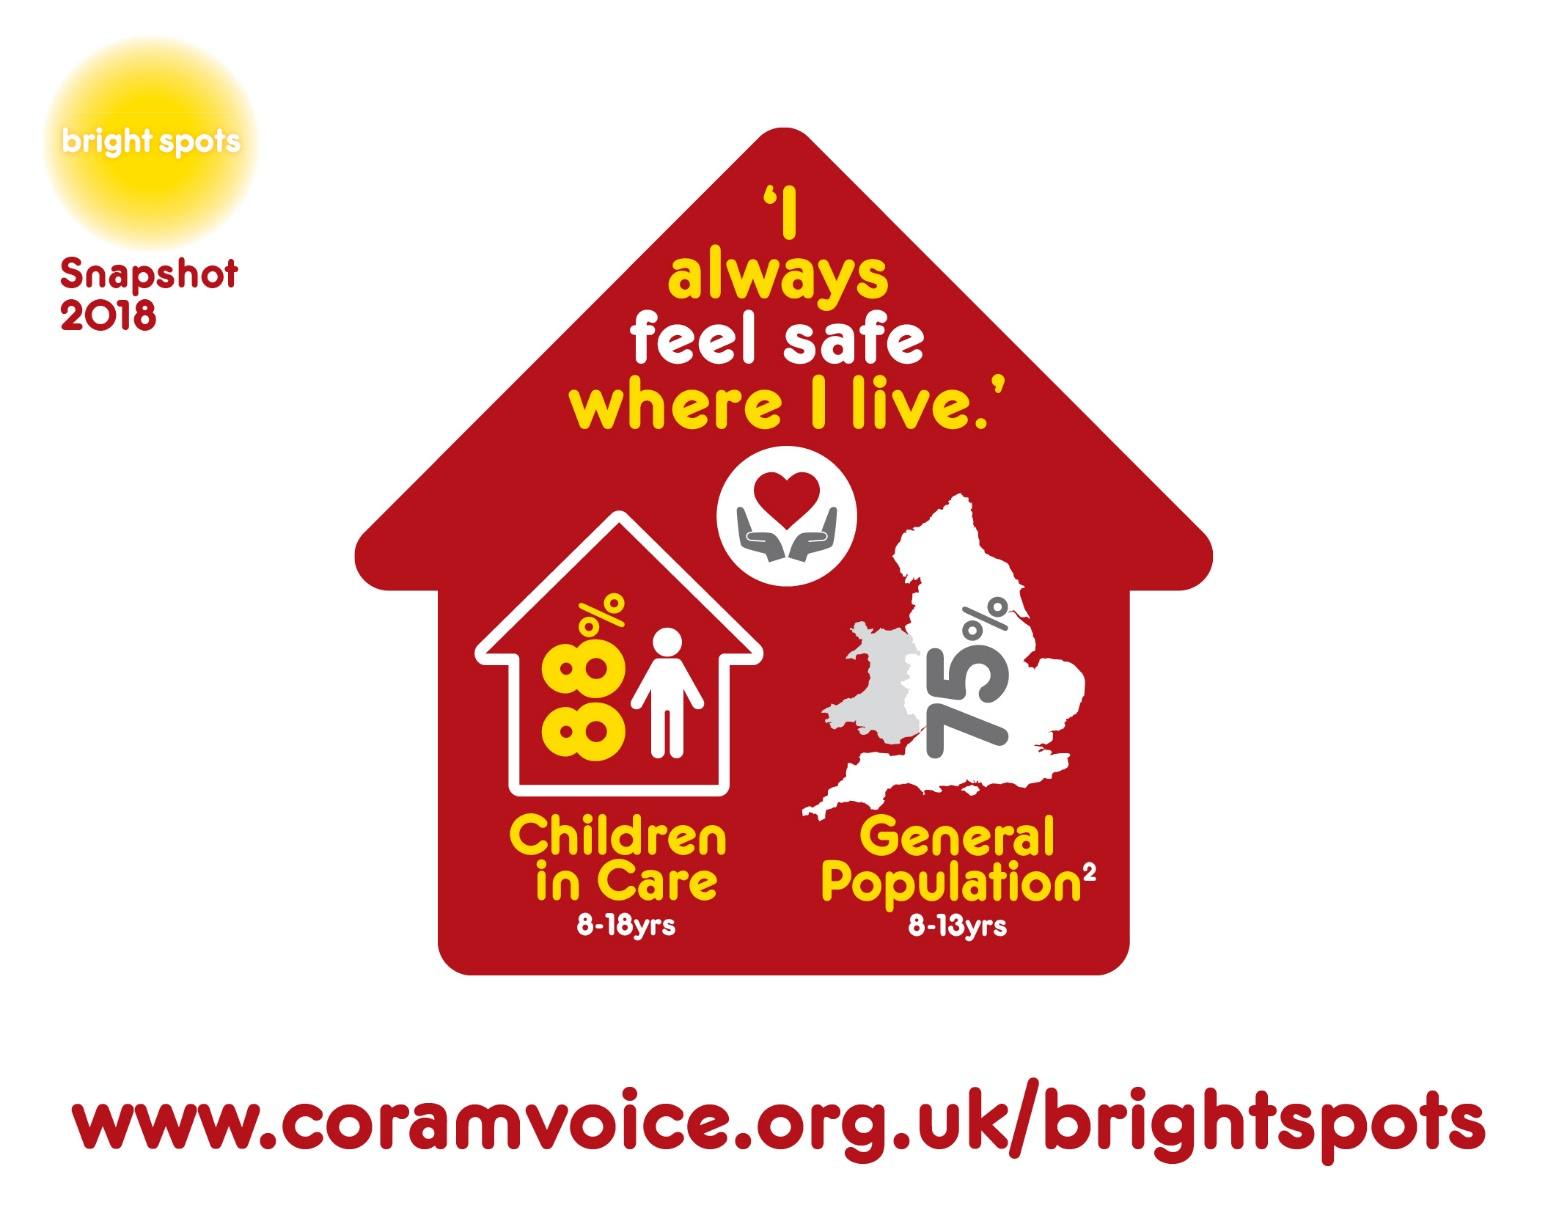 bright spots
Snapshot
2018
‘I
always
feel safe
where I live.’
88%
75%
Children
in Care
8-18yrs
General
Population²
8-13yrs
www.coramvoice.org.uk/brightspots